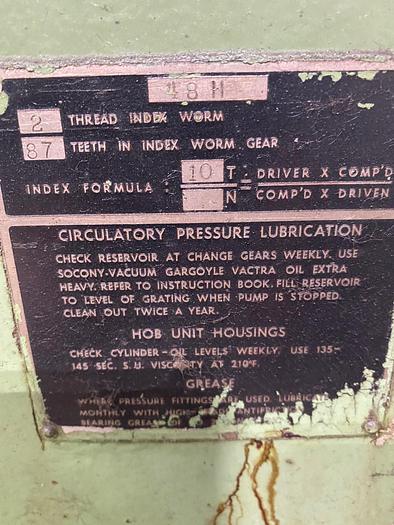 48 H
2 THREAD INDEX WORM
87 TEETH IN INDEX WORM GEAR
INDEX FORMULA : 10 T = DRIVER X COMP'D
N COMP'D X DRIVEN
CIRCULATORY PRESSURE LUBRICATION
CHECK RESERVOIR AT CHANGE GEARS WEEKLY. USE
SOCONY-VACUUM GARGOYLE VACTRA OIL EXTRA
HEAVY. REFER TO INSTRUCTION BOOK. FILL RESERVOIR
TO LEVEL OF GRATING WHEN PUMP IS STOPPED.
CLEAN OUT TWICE A YEAR.
HOB UNIT HOUSINGS
CHECK CYLINDER-OIL LEVELS WEEKLY. USE 135-
145 SEC. S.U. VISCOSITY AT 210°F.
GREASE
WHERE PRESSURE FITTINGS ARE USED, LUBRICATE
MONTHLY WITH HIGH-GRADE ANTIFRICTION
BEARING GREASE OF